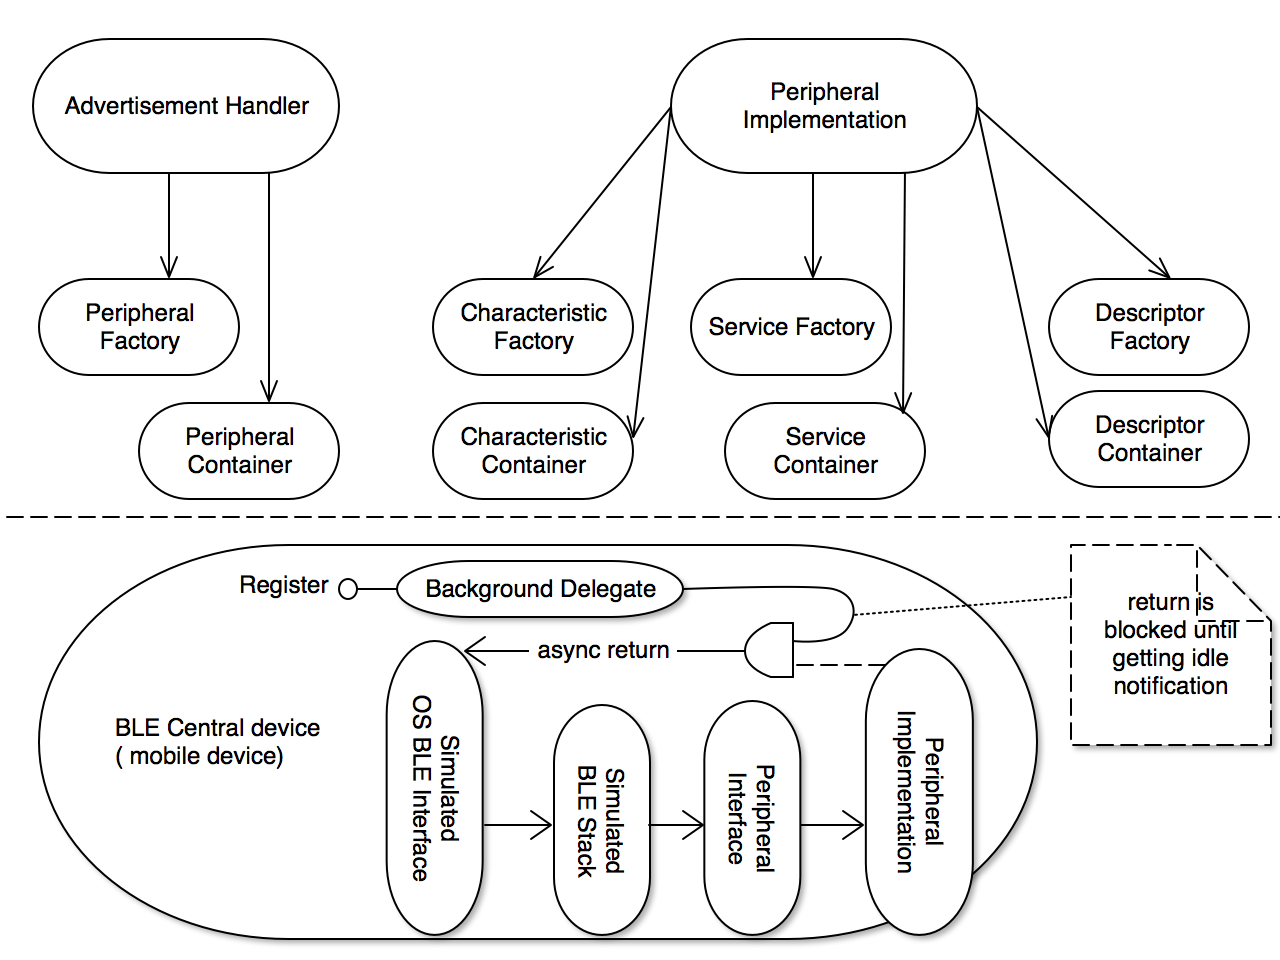 Advertisement Handler
Peripheral
Implementation
Peripheral
Factory
Characteristic
Factory
Service Factory
Descriptor
Factory
Peripheral
Container
Characteristic
Container
Service
Container
Descriptor
Container
Register
Background Delegate
return is
blocked until
getting idle
notification
async return
BLE Central device
( mobile device)
Simulated
OS BLE Interface
Simulated
BLE Stack
Peripheral
Interface
Peripheral
Implementation